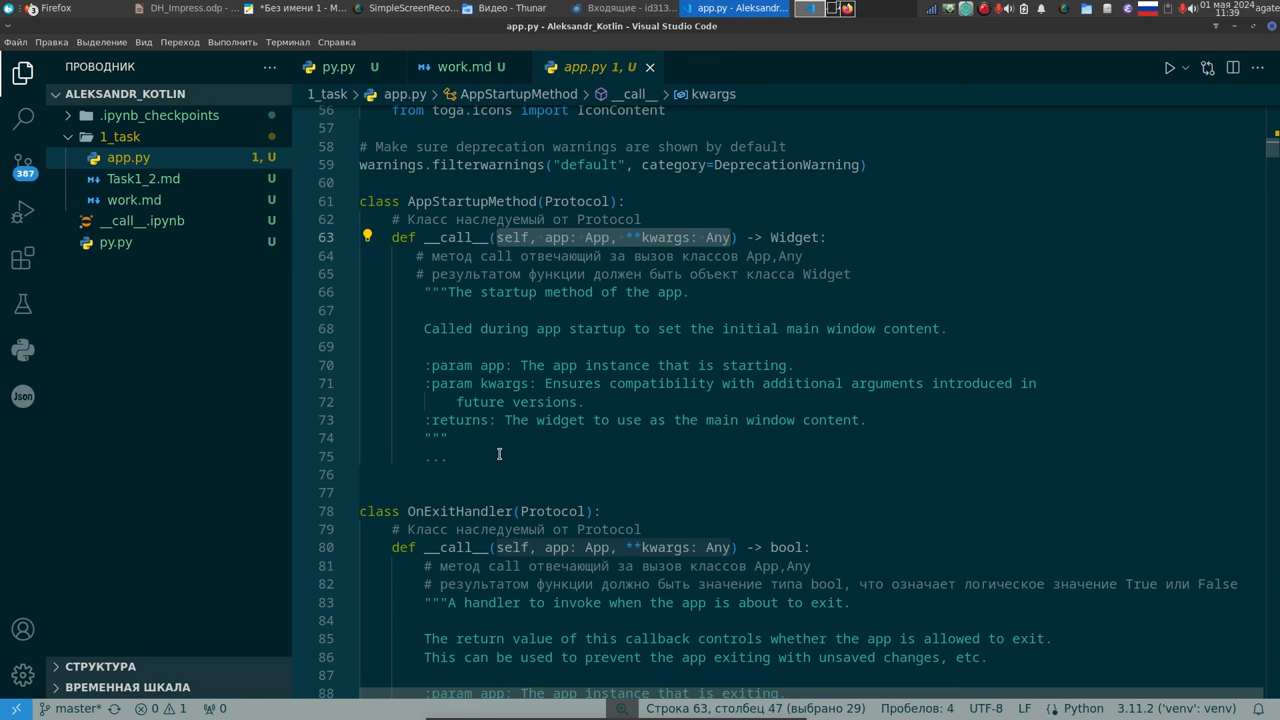 Firefox
DH_Impress.odp - ...
*Без имени 1 - M...
SimpleScreenReco...
Видео - Thunar
Входящие - id313...
app.py - Aleksandr...
01 мая 2024
11:39
agate
app.py - Aleksandr_Kotlin - Visual Studio Code
Файл Правка Выделение Вид Переход Выполнить Терминал Справка
ПРОВОДНИК ...
ALEKSANDR_KOTLIN
.ipynb_checkpoints
1_task
app.py 1, U
Task1_2.md U
work.md U
__call__.ipynb U
py.py U
387
Json
СТРУКТУРА
ВРЕМЕННАЯ ШКАЛА
py.py U
work.md U
app.py 1, U
1_task > app.py > AppStartupMethod > __call__ > kwargs
56 from toga.icons import IconContent
57
58 # Make sure deprecation warnings are shown by default
59 warnings.filterwarnings("default", category=DeprecationWarning)
60
61 class AppStartupMethod(Protocol):
62 # Класс наследуемый от Protocol
63 def __call__(self, app: App, **kwargs: Any) -> Widget:
64 # метод call отвечающий за вызов классов App,Any
65 # результатом функции должен быть объект класса Widget
66 """The startup method of the app.
67
68 Called during app startup to set the initial main window content.
69
70 :param app: The app instance that is starting.
71 :param kwargs: Ensures compatibility with additional arguments introduced in
72 future versions.
73 :returns: The widget to use as the main window content.
74 """
75 ...
76
77
78 class OnExitHandler(Protocol):
79 # Класс наследуемый от Protocol
80 def __call__(self, app: App, **kwargs: Any) -> bool:
81 # метод call отвечающий за вызов классов App,Any
82 # результатом функции должно быть значение типа bool, что означает логическое значение True или False
83 """A handler to invoke when the app is about to exit.
84
85 The return value of this callback controls whether the app is allowed to exit.
86 This can be used to prevent the app exiting with unsaved changes, etc.
87
88 :param app: The app instance that is exiting.
master* 0 1 0
Строка 63, столбец 47 (выбрано 29) Пробелов: 4 UTF-8 LF Python 3.11.2 ('venv': venv)